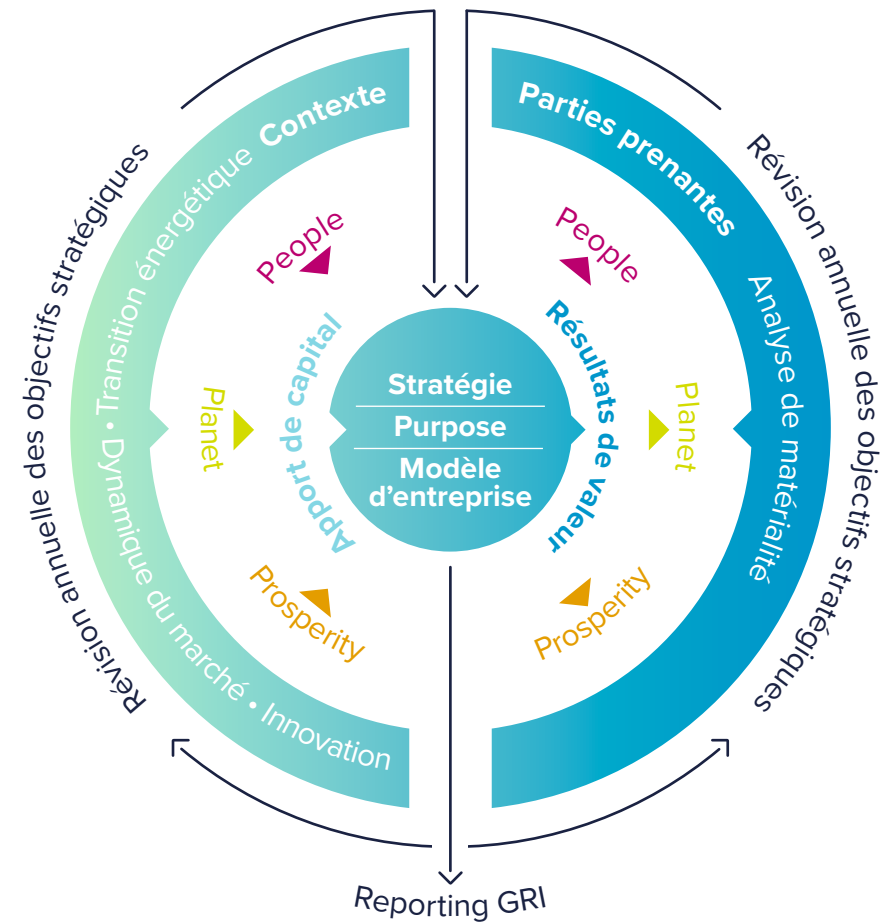 Révision annuelle des objectifs stratégiques
Contexte
Transition énergétique • Dynamique du marché • Innovation
People
Planet
Prosperity
Apport de capital
Stratégie
Purpose
Modèle
d'entreprise
Résultats de valeur
People
Planet
Prosperity
Parties prenantes
Analyse de matérialité
Révision annuelle des objectifs stratégiques
Reporting GRI